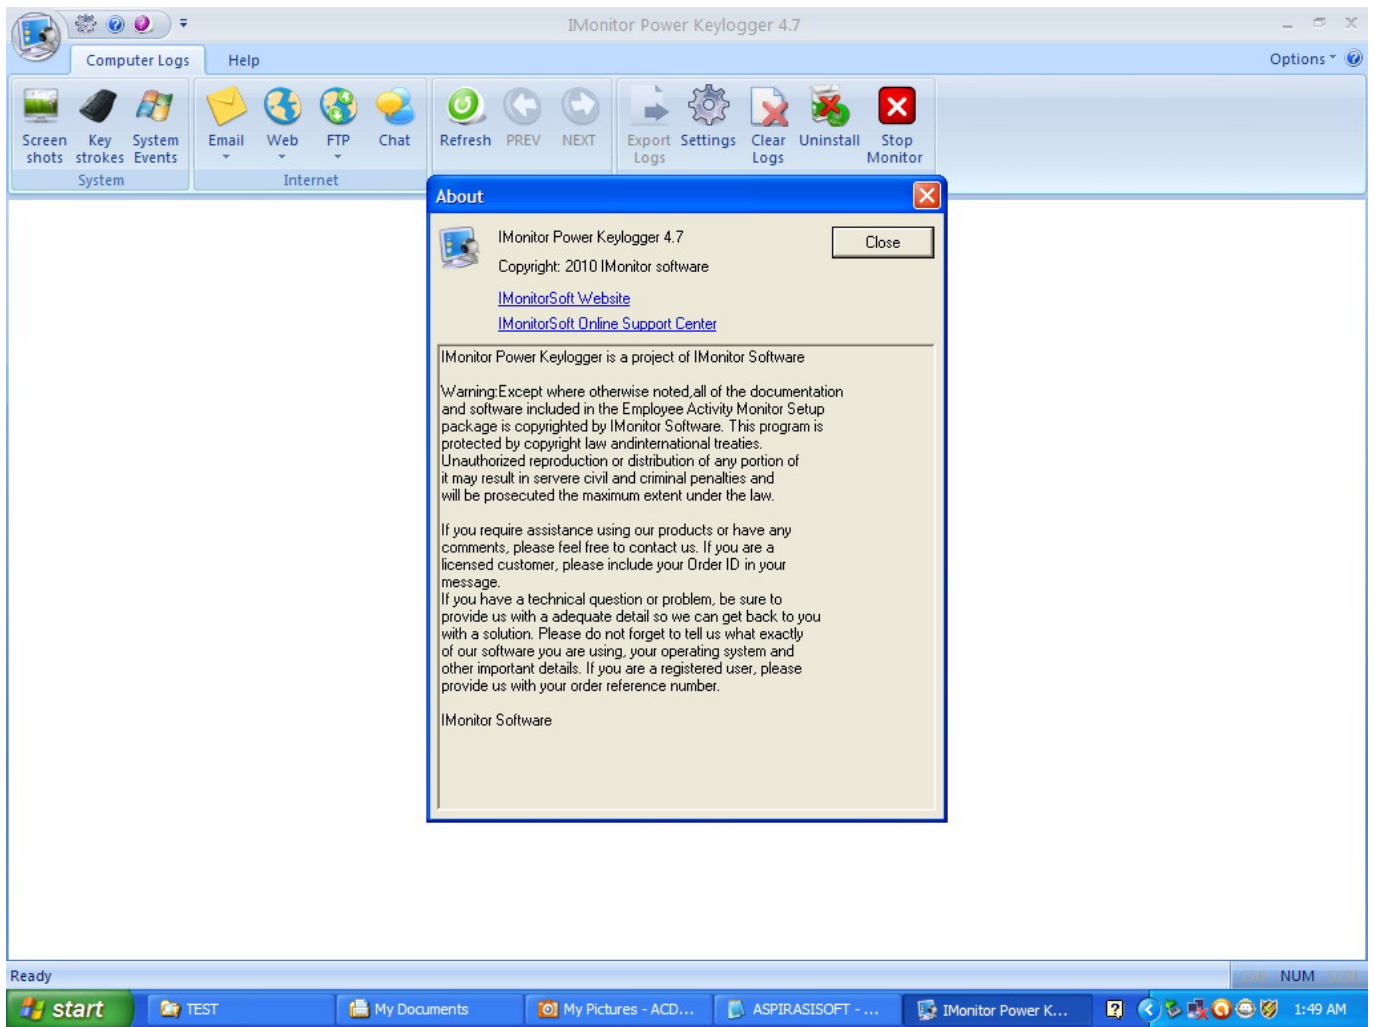 IMonitor Power Keylogger 4.7
Computer Logs Help Options
Screen shots Key strokes System Events Email Web FTP Chat Refresh PREV NEXT Export Logs Settings Clear Logs Uninstall Stop Monitor
System Internet
About
IMonitor Power Keylogger 4.7
Close
Copyright: 2010 IMonitor software
IMonitorSoft Website
IMonitorSoft Online Support Center
IMonitor Power Keylogger is a project of IMonitor Software
Warning:Except where otherwise noted,all of the documentation
and software included in the Employee Activity Monitor Setup
package is copyrighted by IMonitor Software. This program is
protected by copyright law andinternational treaties.
Unauthorized reproduction or distribution of any portion of
it may result in servere civil and criminal penalties and
will be prosecuted the maximum extent under the law.
If you require assistance using our products or have any
comments, please feel free to contact us. If you are a
licensed customer, please include your Order ID in your
message.
If you have a technical question or problem, be sure to
provide us with a adequate detail so we can get back to you
with a solution. Please do not forget to tell us what exactly
of our software you are using, your operating system and
other important details. If you are a registered user, please
provide us with your order reference number.
IMonitor Software
Ready NUM
start TEST My Documents My Pictures - ACD... ASPIRASISOFT - ... IMonitor Power K... 1:49 AM